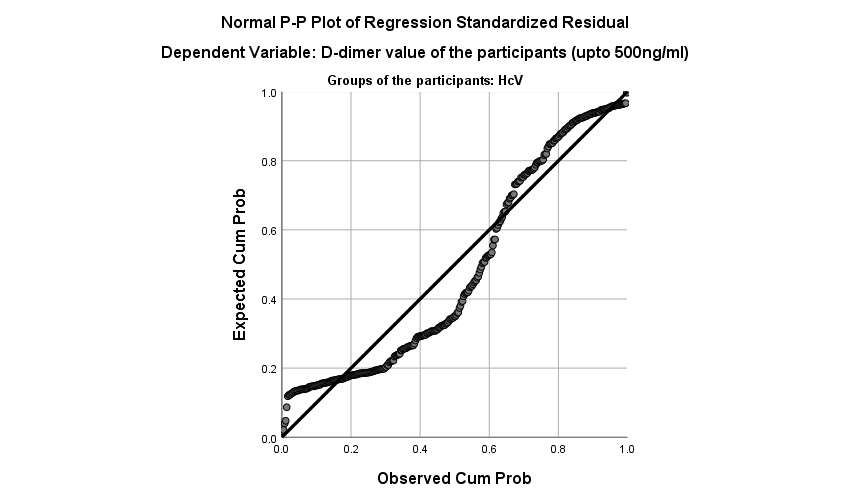 Normal P-P Plot of Regression Standardized Residual
Dependent Variable: D-dimer value of the participants (upto 500ng/ml)
Groups of the participants: HcV
Expected Cum Prob
1.0
0.8
0.6
0.4
0.2
0.0
0.0 0.2 0.4 0.6 0.8 1.0
Observed Cum Prob